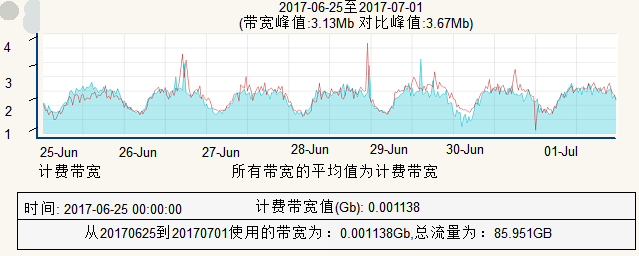 2017-06-25至2017-07-01
(带宽峰值:3.13Mb 对比峰值:3.67Mb)
4
3
2
1
25-Jun 26-Jun 27-Jun 28-Jun 29-Jun 30-Jun 01-Jul
计费带宽 所有带宽的平均值为计费带宽
时间: 2017-06-25 00:00:00 计费带宽值(Gb): 0.001138
从20170625到20170701使用的带宽为：0.001138Gb,总流量为：85.951GB